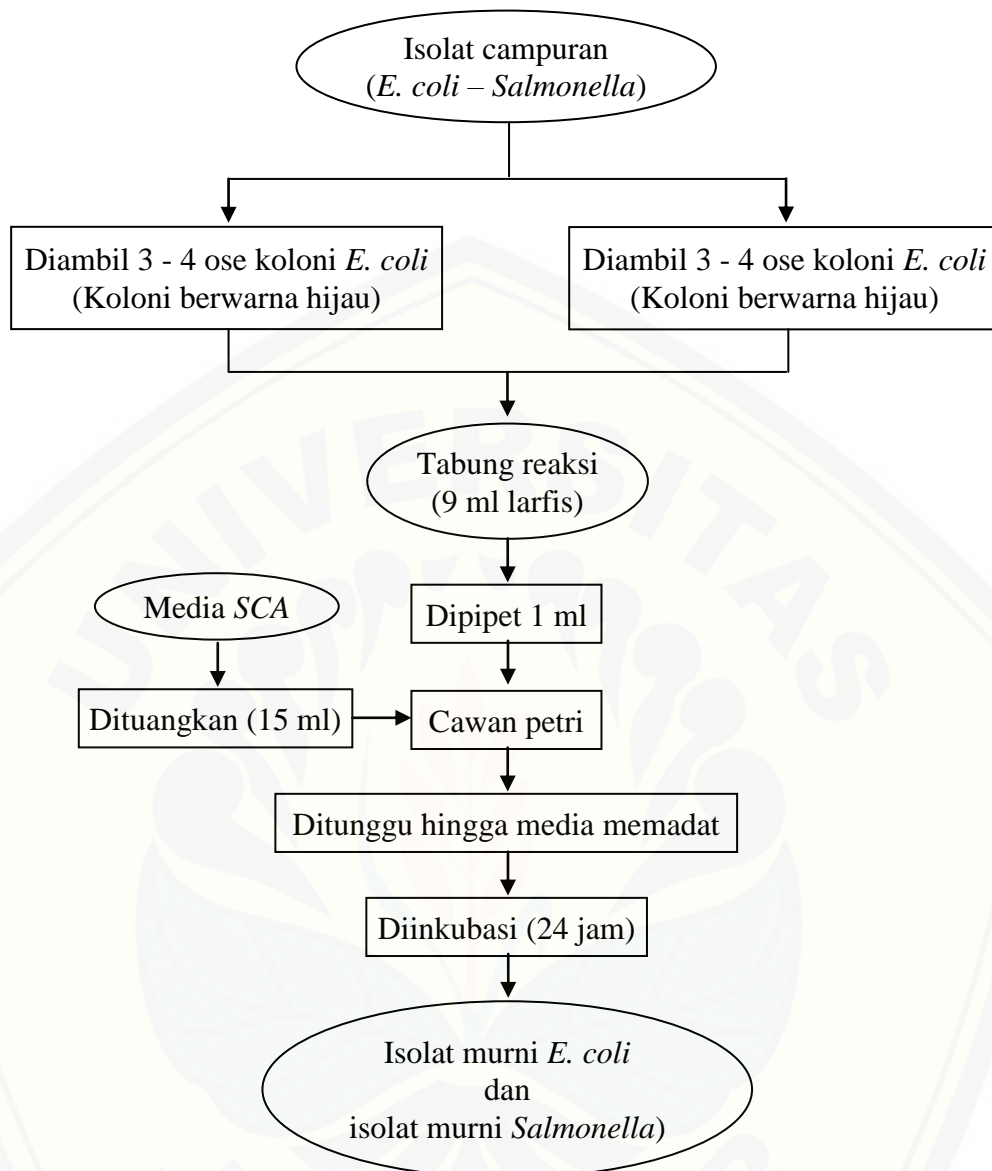 Isolat campuran
(E. coli – Salmonella)
Diambil 3 - 4 ose koloni E. coli
(Koloni berwarna hijau)
Diambil 3 - 4 ose koloni E. coli
(Koloni berwarna hijau)
Tabung reaksi
(9 ml larfis)
Media SCA
Dipipet 1 ml
Dituangkan (15 ml)
Cawan petri
Ditunggu hingga media memadat
Diinkubasi (24 jam)
Isolat murni E. coli
dan
isolat murni Salmonella)
UNIVERSITAS